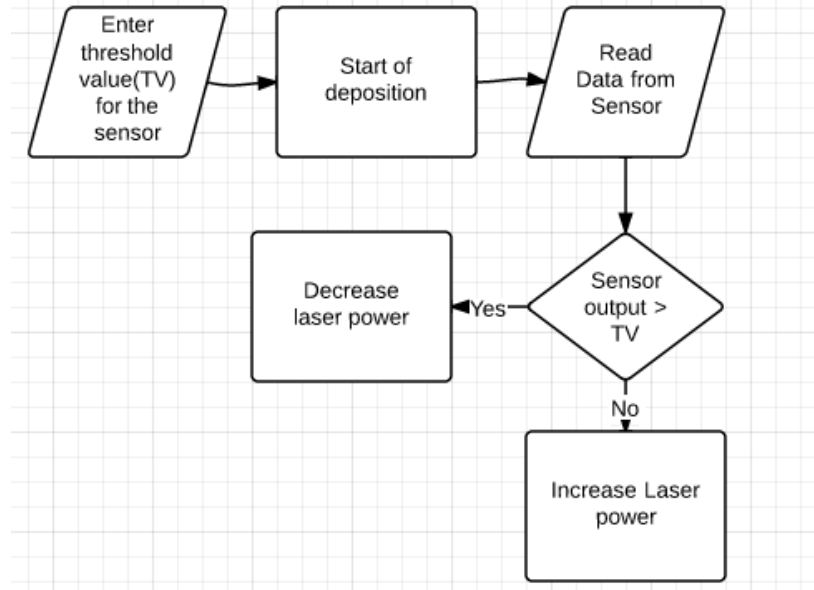 Enter
threshold
value(TV)
for the
sensor
Start of
deposition
Read
Data from
Sensor
Sensor
output >
TV
Yes
Decrease
laser power
No
Increase Laser
power